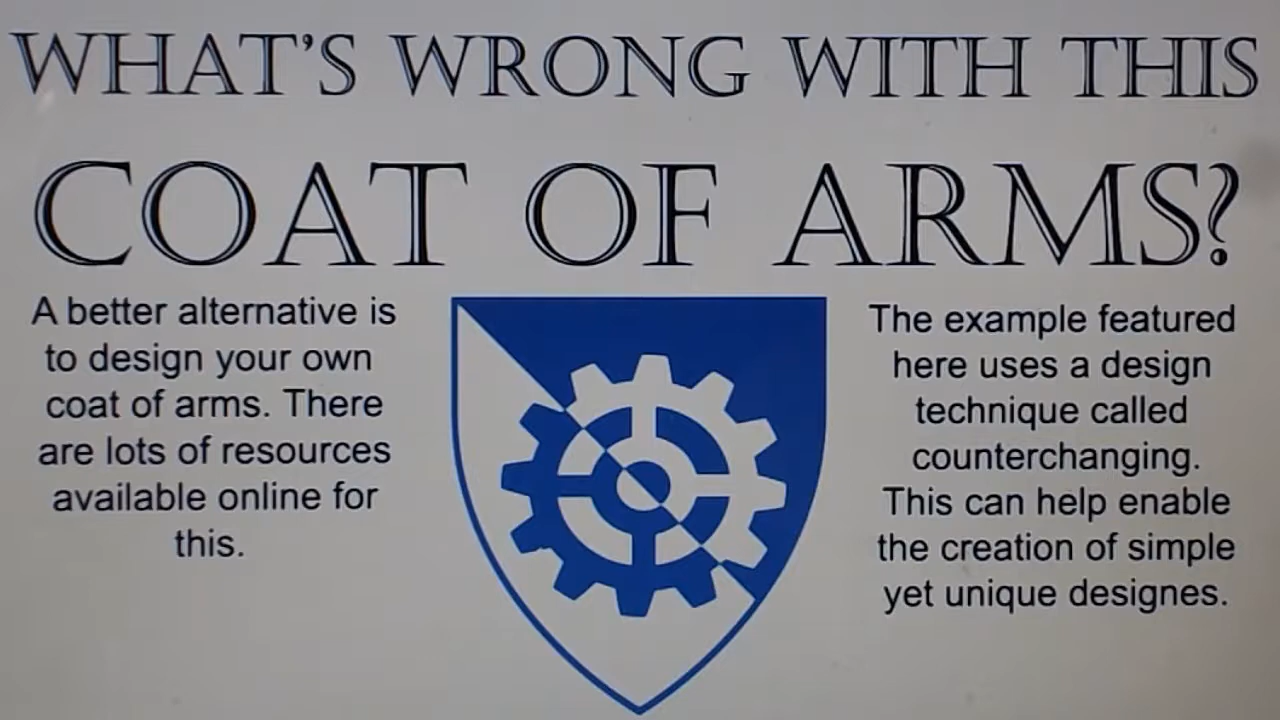 WHAT'S WRONG WITH THIS
COAT OF ARMS?
A better alternative is
to design your own
coat of arms. There
are lots of resources
available online for
this.
The example featured
here uses a design
technique called
counterchanging.
This can help enable
the creation of simple
yet unique designes.